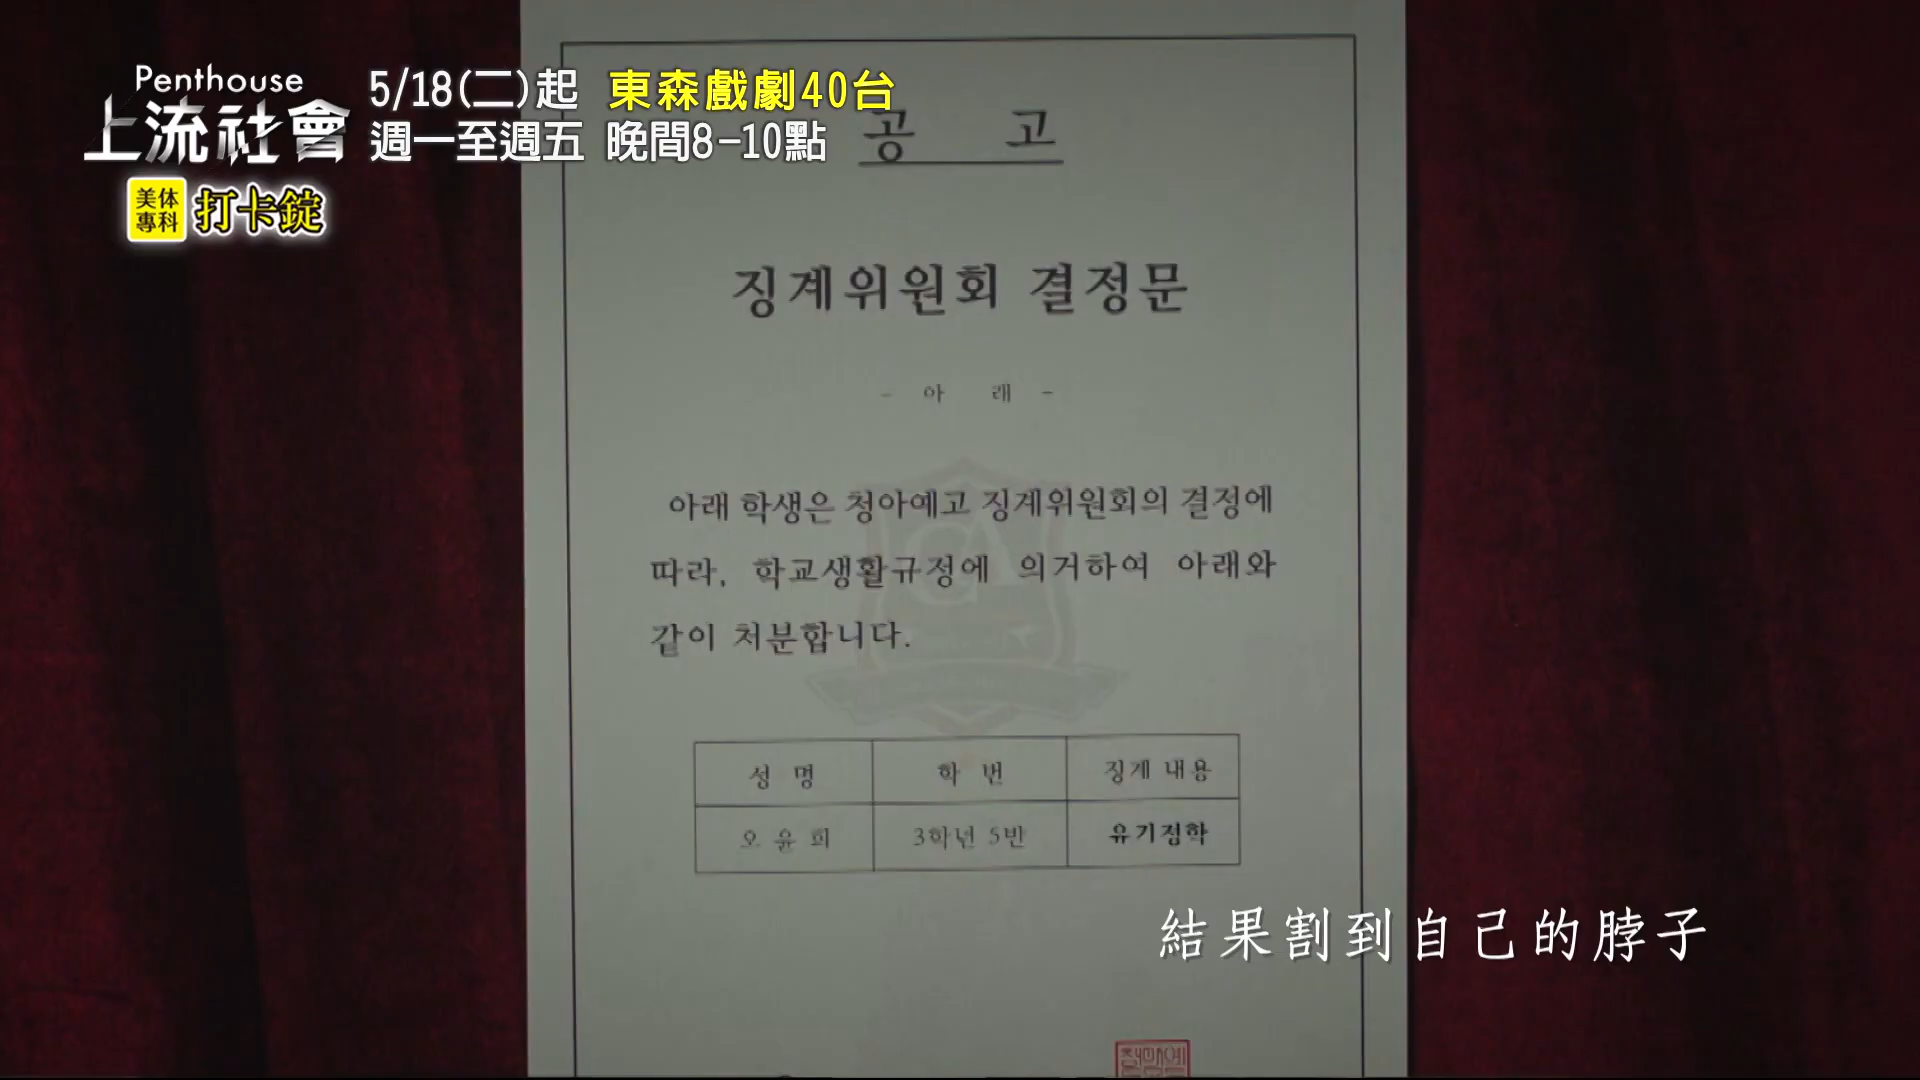 Penthouse
上流社會
5/18(二)起 東森戲劇40台
週一至週五 晚間8-10點
美体
專科
打卡錠
공 고
징계위원회 결정문
- 아 래 -
아래 학생은 청아예고 징계위원회의 결정에
따라, 학교생활규정에 의거하여 아래와
같이 처분합니다.
성 명 학 번 징계 내용
오 윤 희 3학년 5반 유기정학
結果割到自己的脖子